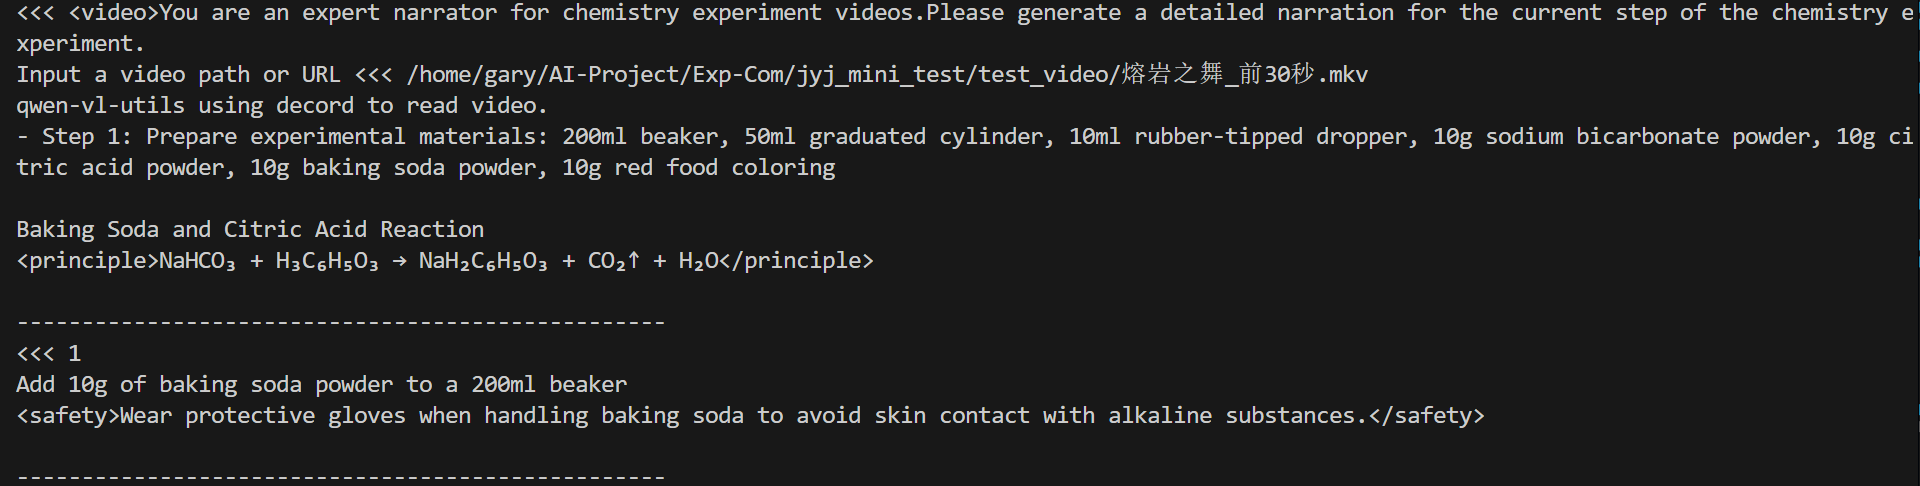 <<< <video>You are an expert narrator for chemistry experiment videos.Please generate a detailed narration for the current step of the chemistry e
xperiment.
Input a video path or URL <<< /home/gary/AI-Project/Exp-Com/jyj_mini_test/test_video/熔岩之舞_前30秒.mkv
qwen-vl-utils using decord to read video.
- Step 1: Prepare experimental materials: 200ml beaker, 50ml graduated cylinder, 10ml rubber-tipped dropper, 10g sodium bicarbonate powder, 10g ci
tric acid powder, 10g baking soda powder, 10g red food coloring
Baking Soda and Citric Acid Reaction
<principle>NaHCO₃ + H₃C₆H₅O₃ → NaH₂C₆H₅O₃ + CO₂↑ + H₂O</principle>
--------------------------------------------------
<<< 1
Add 10g of baking soda powder to a 200ml beaker
<safety>Wear protective gloves when handling baking soda to avoid skin contact with alkaline substances.</safety>
--------------------------------------------------